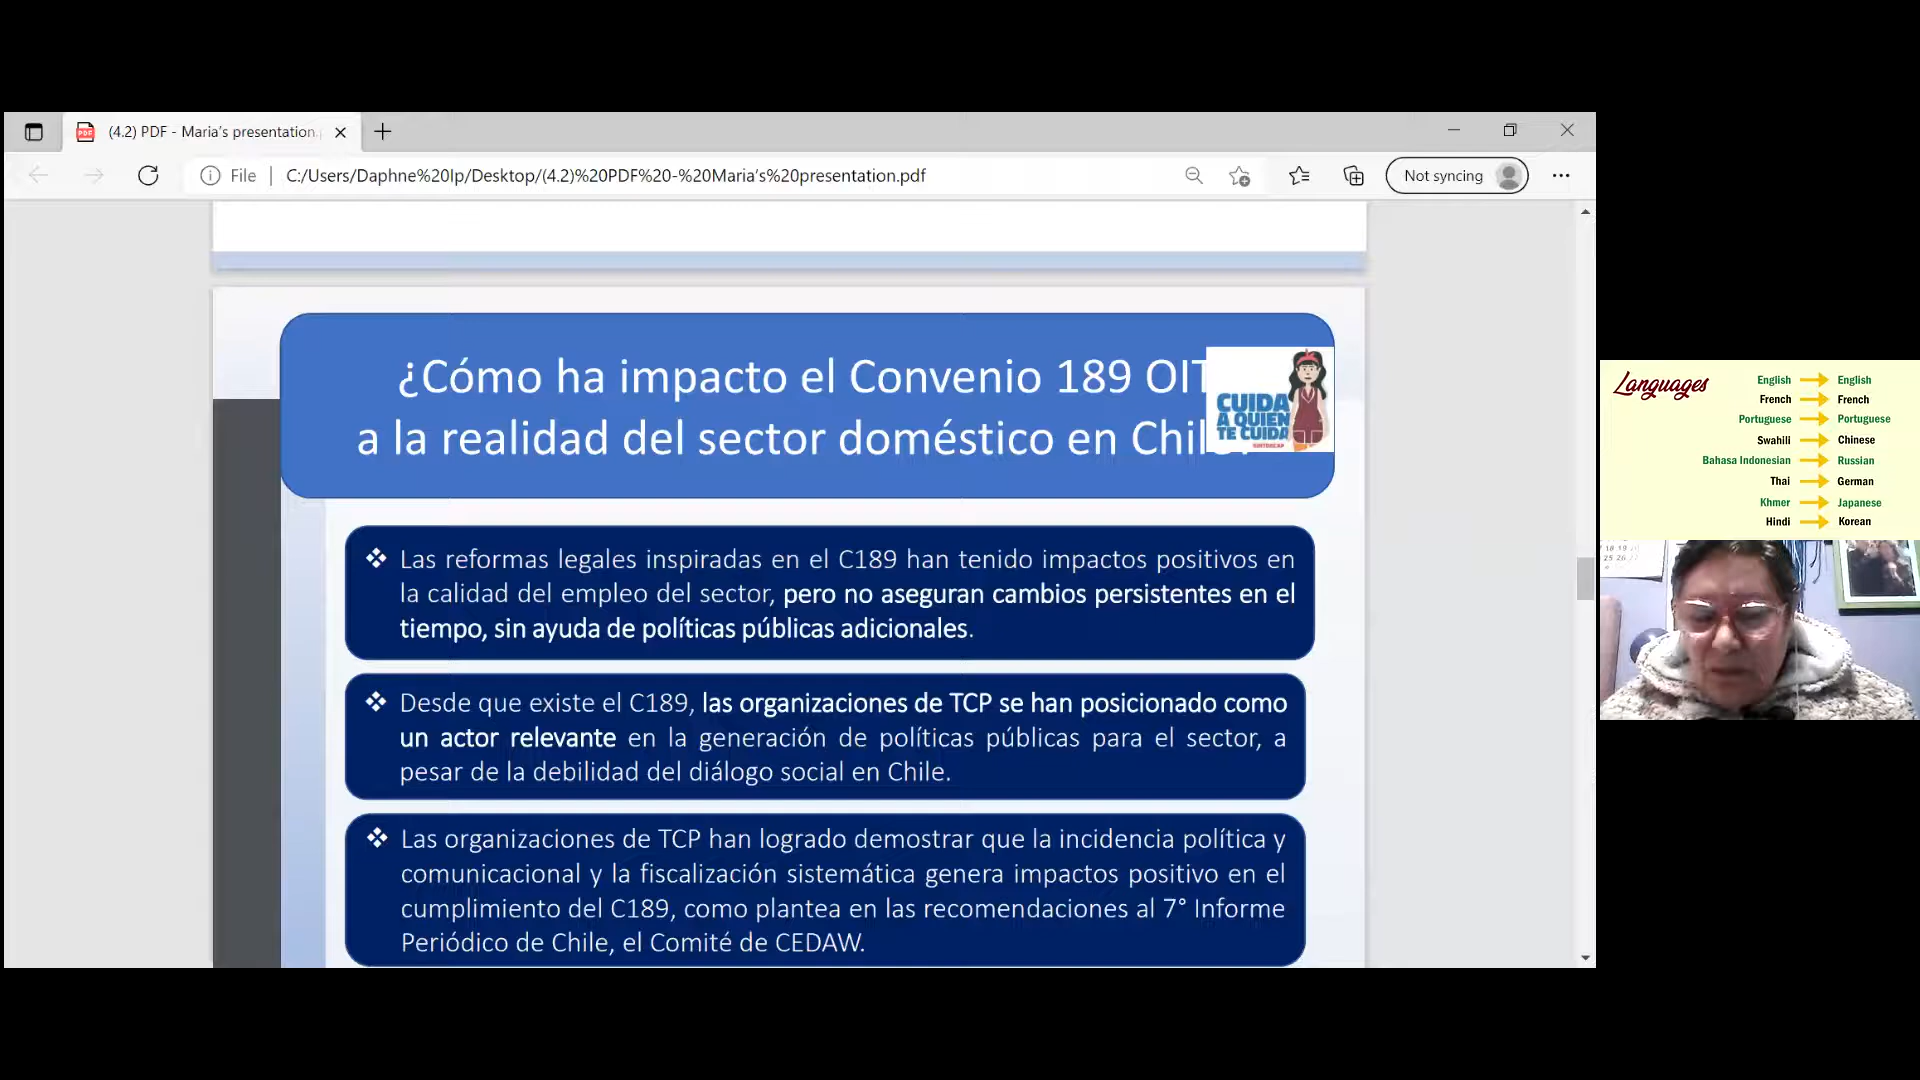 (4.2) PDF - Maria's presentation.
File
C:/Users/Daphne%20Ip/Desktop/(4.2)%20PDF%20-%20Maria's%20presentation.pdf
Not syncing
¿Cómo ha impacto el Convenio 189 OIT
a la realidad del sector doméstico en
CUIDA
A QUIEN
TE CUIDA
❖ Las reformas legales inspiradas en el C189 han tenido impactos positivos en
la calidad del empleo del sector, pero no aseguran cambios persistentes en el
tiempo, sin ayuda de políticas públicas adicionales.
❖ Desde que existe el C189, las organizaciones de TCP se han posicionado como
un actor relevante en la generación de políticas públicas para el sector, a
pesar de la debilidad del diálogo social en Chile.
❖ Las organizaciones de TCP han logrado demostrar que la incidencia política y
comunicacional y la fiscalización sistemática genera impactos positivo en el
cumplimiento del C189, como plantea en las recomendaciones al 7° Informe
Periódico de Chile, el Comité de CEDAW.
Languages
English → English
French → French
Portuguese → Portuguese
Swahili → Chinese
Bahasa Indonesian → Russian
Thai → German
Khmer → Japanese
Hindi → Korean